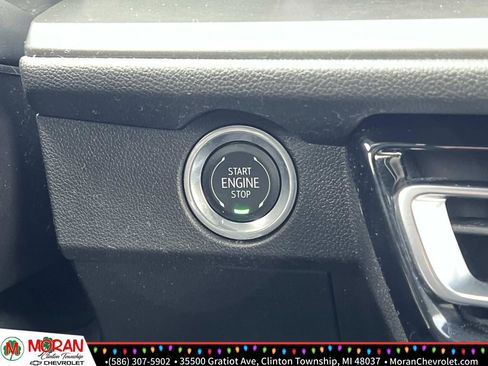 START
ENGINE
STOP
MORAN
Clinton Township
CHEVROLET
•(586) 307-5902 • 35500 Gratiot Ave, Clinton Township, MI 48037 • MoranChevrolet.com